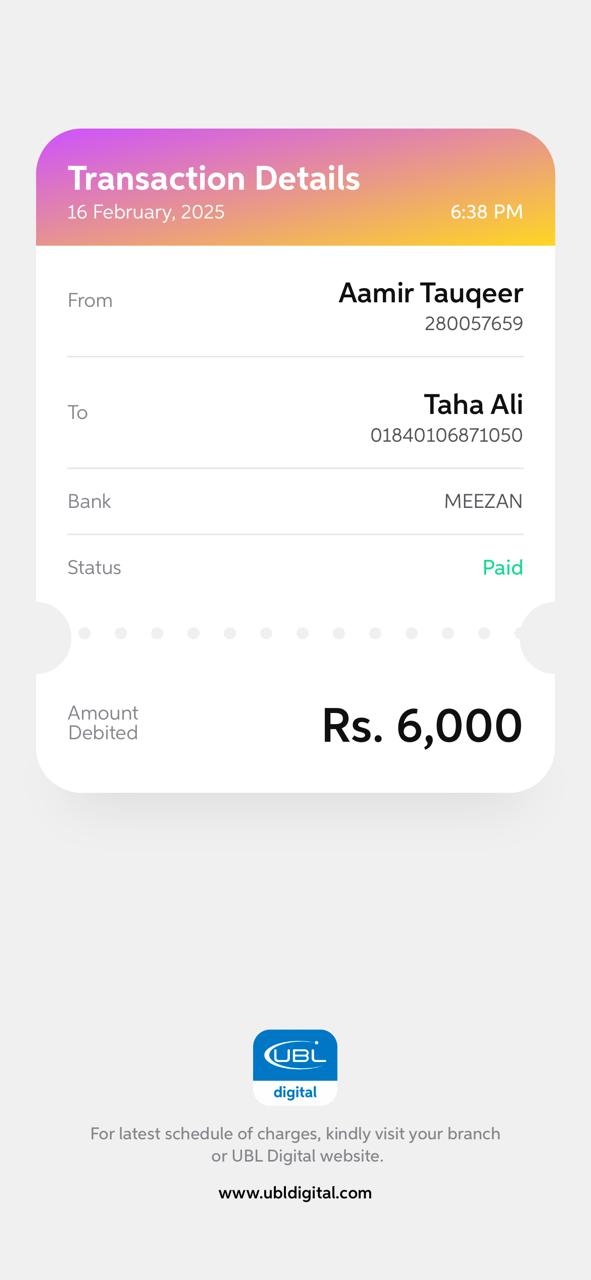 Transaction Details
16 February, 2025 6:38 PM
From Aamir Tauqeer
280057659
To Taha Ali
01840106871050
Bank MEEZAN
Status Paid
Amount
Debited Rs. 6,000
UBL
digital
For latest schedule of charges, kindly visit your branch
or UBL Digital website.
www.ubldigital.com